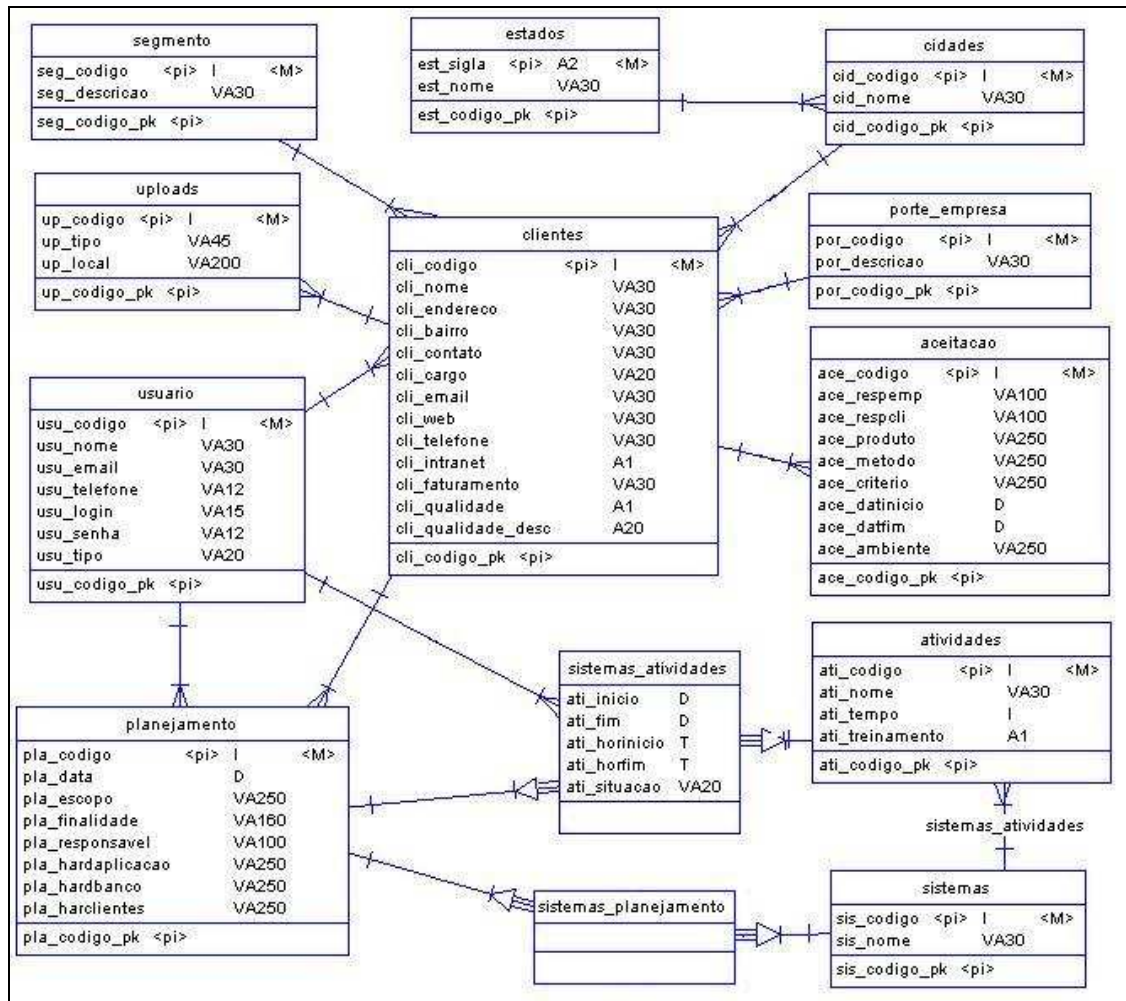 segmento
seg_codigo <pi> I <M>
seg_descricao VA30
seg_codigo_pk <pi>
estados
est_sigla <pi> A2 <M>
est_nome VA30
est_codigo_pk <pi>
cidades
cid_codigo <pi> I <M>
cid_nome VA30
cid_codigo_pk <pi>
uploads
up_codigo <pi> I <M>
up_tipo VA45
up_local VA200
up_codigo_pk <pi>
clientes
cli_codigo <pi> I <M>
cli_nome VA30
cli_endereco VA30
cli_bairro VA30
cli_contato VA30
cli_cargo VA20
cli_email VA30
cli_web VA30
cli_telefone VA30
cli_intranet A1
cli_faturamento VA30
cli_qualidade A1
cli_qualidade_desc A20
cli_codigo_pk <pi>
porte_empresa
por_codigo <pi> I <M>
por_descricao VA30
por_codigo_pk <pi>
aceitacao
ace_codigo <pi> I <M>
ace_respemp VA100
ace_respcli VA100
ace_produto VA250
ace_metodo VA250
ace_criterio VA250
ace_datinicio D
ace_datfim D
ace_ambiente VA250
ace_codigo_pk <pi>
usuario
usu_codigo <pi> I <M>
usu_nome VA30
usu_email VA30
usu_telefone VA12
usu_login VA15
usu_senha VA12
usu_tipo VA20
usu_codigo_pk <pi>
sistemas_atividades
ati_inicio D
ati_fim D
ati_horinicio T
ati_horfim T
ati_situacao VA20
atividades
ati_codigo <pi> I <M>
ati_nome VA30
ati_tempo I
ati_treinamento A1
ati_codigo_pk <pi>
planejamento
pla_codigo <pi> I <M>
pla_data D
pla_escopo VA250
pla_finalidade VA160
pla_responsavel VA100
pla_hardaplicacao VA250
pla_hardbanco VA250
pla_harclientes VA250
pla_codigo_pk <pi>
sistemas_atividades
sistemas_planejamento
sistemas
sis_codigo <pi> I <M>
sis_nome VA30
sis_codigo_pk <pi>